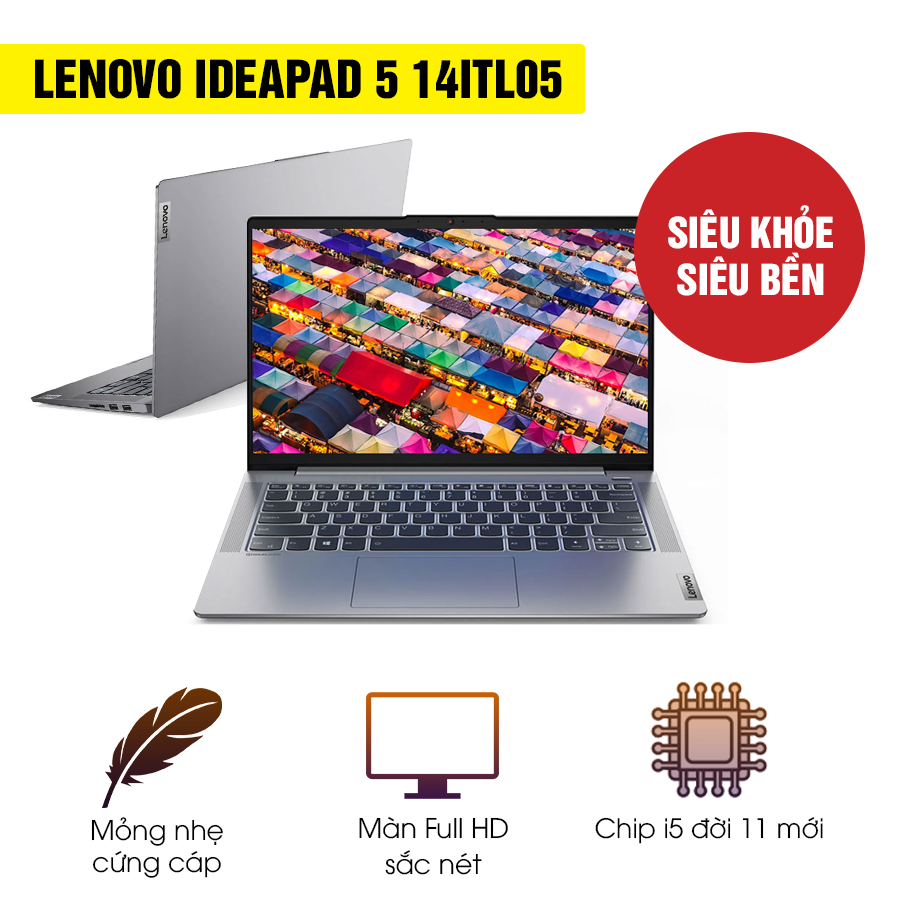 LENOVO IDEAPAD 5 14ITL05
Lenovo
SIÊU KHỎE
SIÊU BỀN
Lenovo
Mỏng nhẹ
cứng cáp
Màn Full HD
sắc nét
Chip i5 đời 11 mới